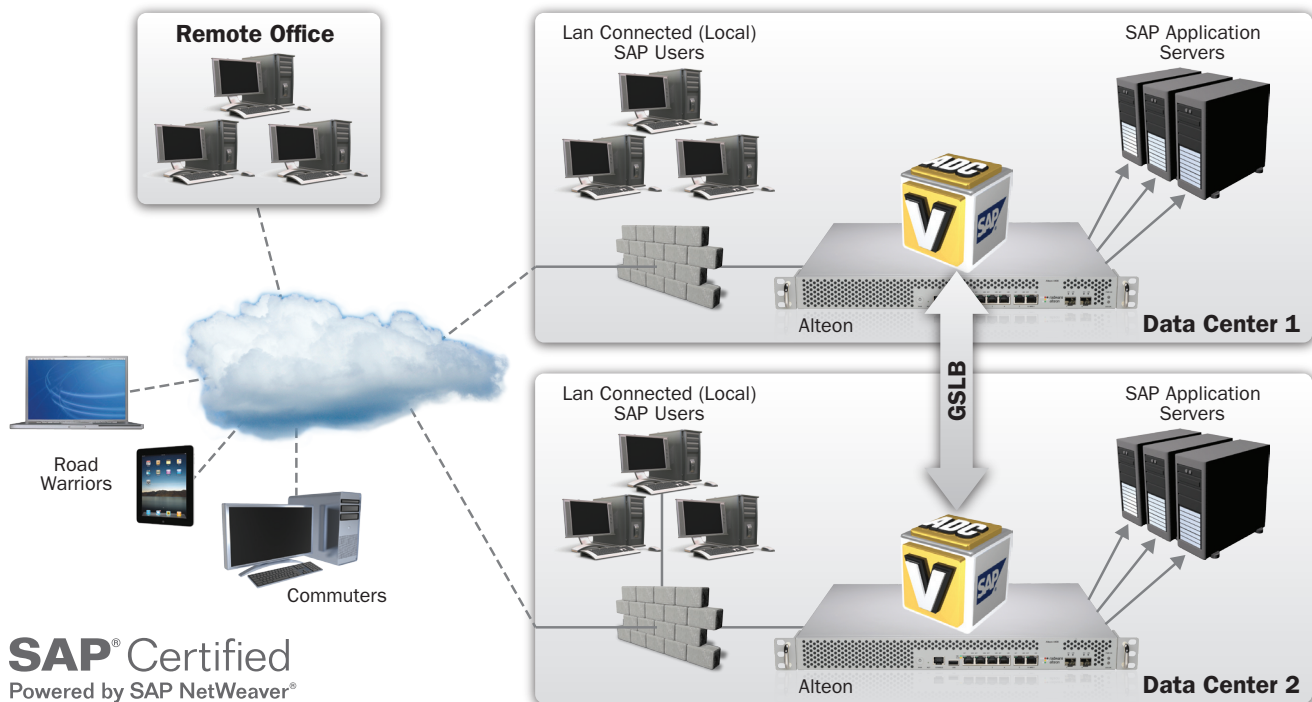 Remote Office
Lan Connected (Local)
SAP Users
SAP Application
Servers
ADC
V
SAP
Alteon
Data Center 1
GSLB
Lan Connected (Local)
SAP Users
SAP Application
Servers
ADC
V
SAP
Alteon
Data Center 2
Road
Warriors
Commuters
SAP® Certified
Powered by SAP NetWeaver®